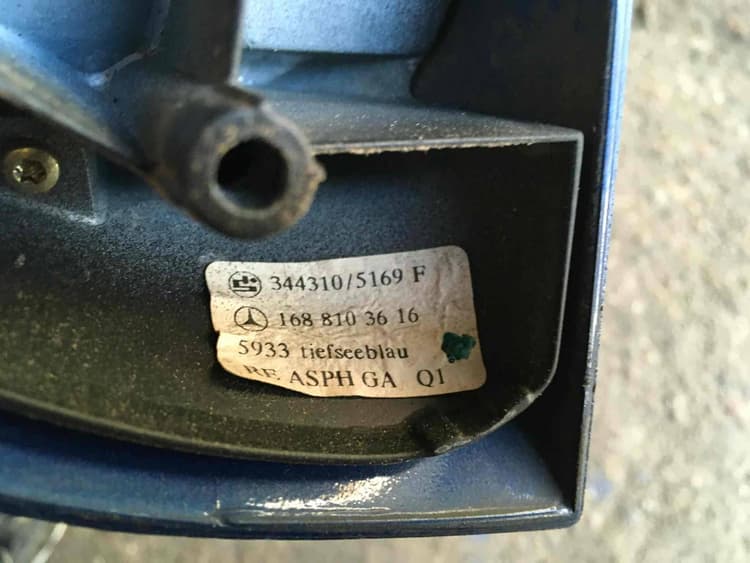 344310/5169 F
168 810 36 16
5933 tiefseeblau
RE ASPH GA Q1